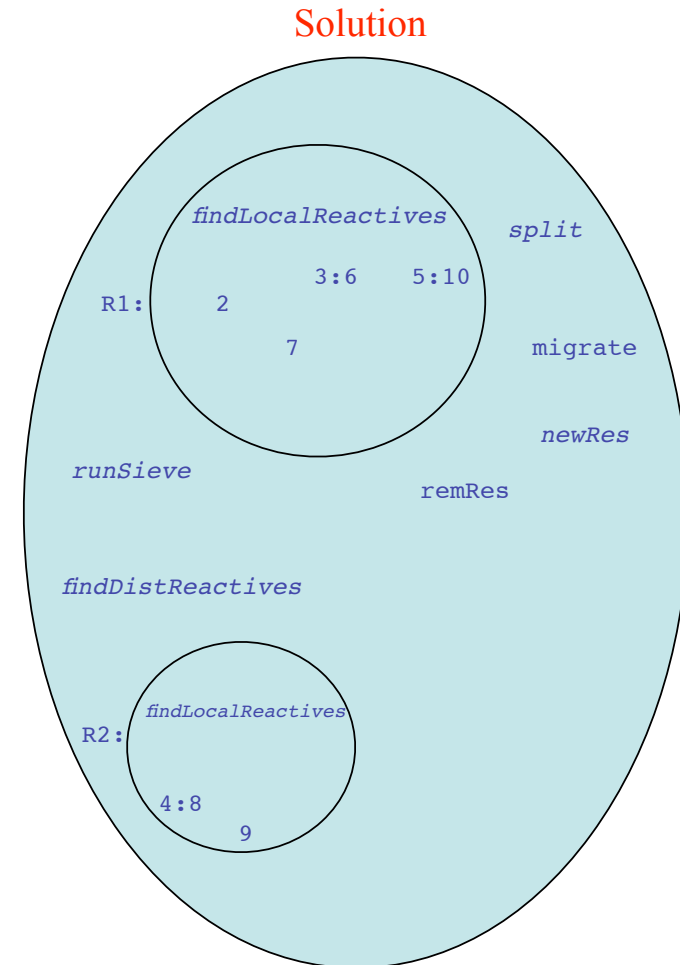 Solution
findLocalReactives
split
3:6 5:10
R1: 2
7 migrate
newRes
runSieve
remRes
findDistReactives
findLocalReactives
R2:
4:8
9